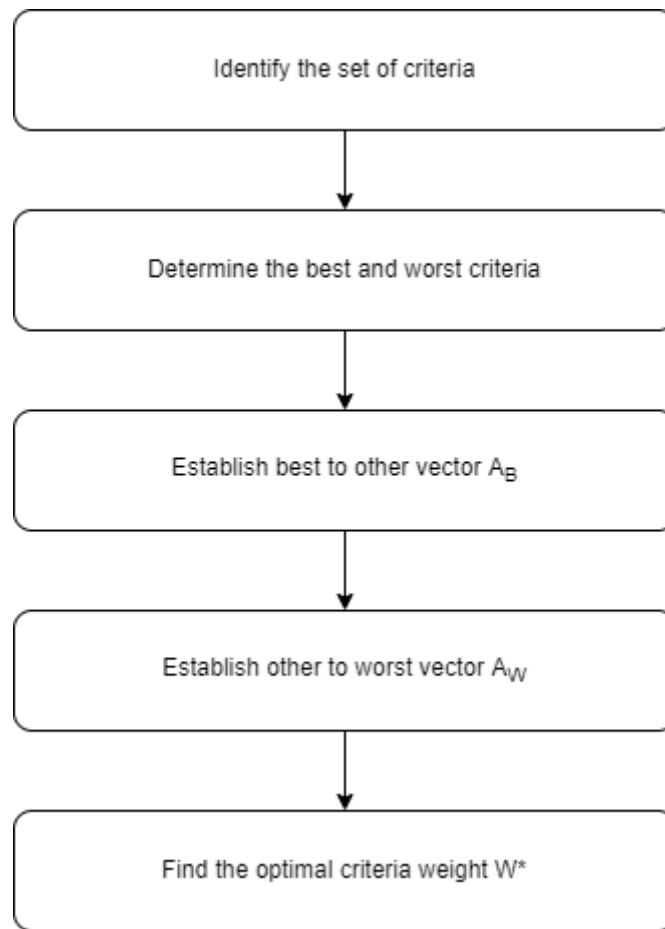 Identify the set of criteria
Determine the best and worst criteria
Establish best to other vector A_B
Establish other to worst vector A_W
Find the optimal criteria weight W*